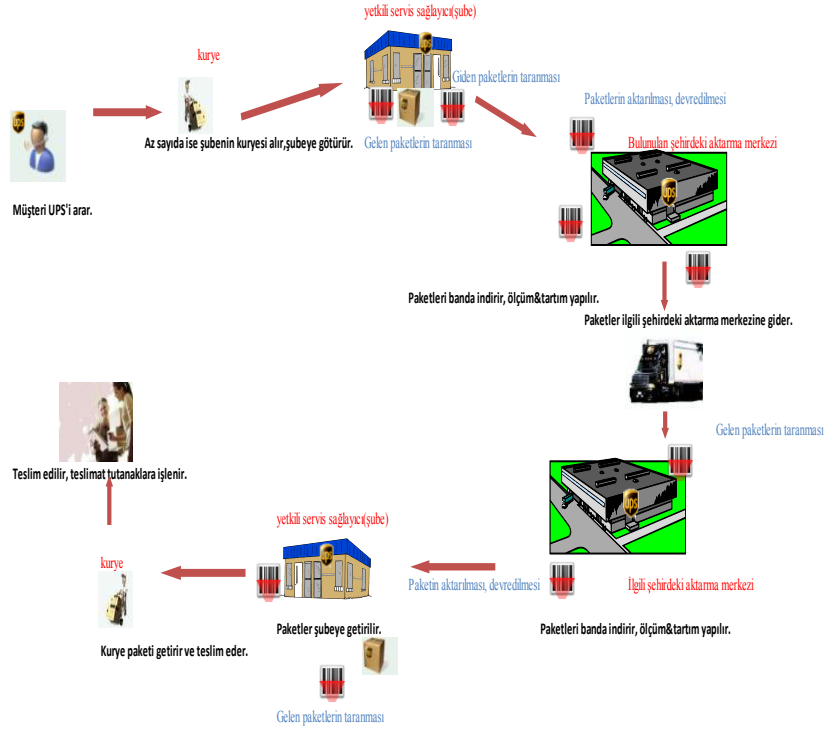 yetkili servis sağlayıcı(şube)
kurye
Giden paketlerin taranması
Paketlerin aktarılması, devredilmesi
Az sayıda ise şubenin kuryesi alır,şubeye götürür.
Gelen paketlerin taranması
Bulunulan şehirdeki aktarma merkezi
ups
Müşteri UPS'i arar.
Paketleri banda indirir, ölçüm&tartım yapılır.
Paketler ilgili şehirdeki aktarma merkezine gider.
Gelen paketlerin taranması
ups
Teslim edilir, teslimat tutanaklara işlenir.
yetkili servis sağlayıcı(şube)
kurye
Paketin aktarılması, devredilmesi
İlgili şehirdeki aktarma merkezi
Paketler şubeye getirilir.
Paketleri banda indirir, ölçüm&tartım yapılır.
Kurye paketi getirir ve teslim eder.
Gelen paketlerin taranması